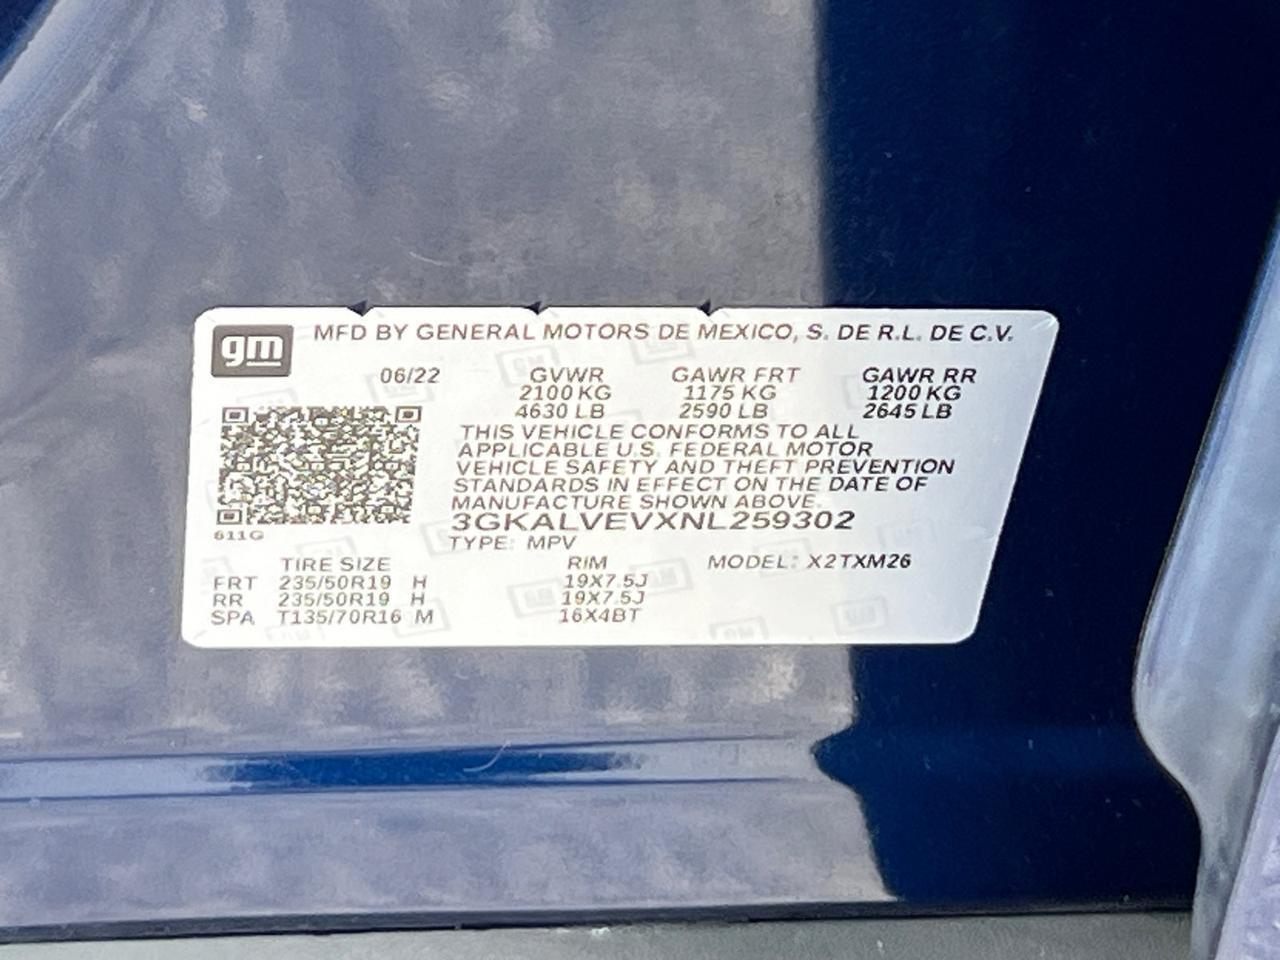 gm
MFD BY GENERAL MOTORS DE MEXICO, S. DE R.L. DE C.V.
06/22 GVWR GAWR FRT GAWR RR
2100 KG 1175 KG 1200 KG
4630 LB 2590 LB 2645 LB
THIS VEHICLE CONFORMS TO ALL
APPLICABLE U.S. FEDERAL MOTOR
VEHICLE SAFETY AND THEFT PREVENTION
STANDARDS IN EFFECT ON THE DATE OF
MANUFACTURE SHOWN ABOVE.
3GKALVEVXNL259302
611G
TYPE: MPV
TIRE SIZE RIM MODEL: X2TXM26
FRT 235/50R19 H 19X7.5J
RR 235/50R19 H 19X7.5J
SPA T135/70R16 M 16X4BT